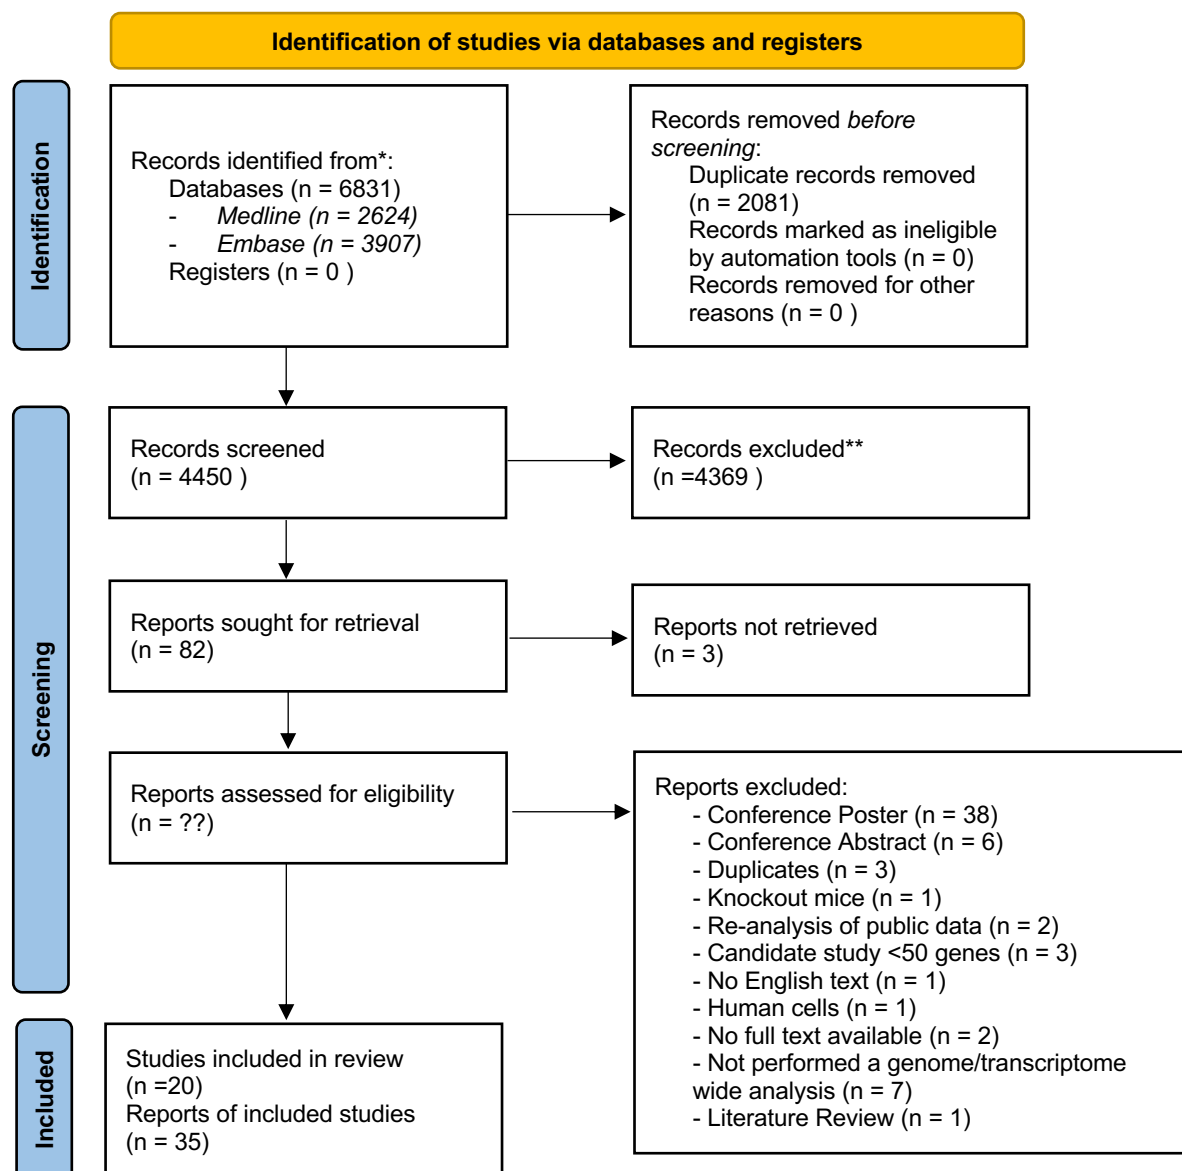 Identification of studies via databases and registers
Identification
Records identified from*:
Databases (n = 6831)
- Medline (n = 2624)
- Embase (n = 3907)
Registers (n = 0 )
Records removed before
screening:
Duplicate records removed
(n = 2081)
Records marked as ineligible
by automation tools (n = 0)
Records removed for other
reasons (n = 0 )
Screening
Records screened
(n = 4450 )
Records excluded**
(n =4369 )
Reports sought for retrieval
(n = 82)
Reports not retrieved
(n = 3)
Reports assessed for eligibility
(n = ??)
Reports excluded:
- Conference Poster (n = 38)
- Conference Abstract (n = 6)
- Duplicates (n = 3)
- Knockout mice (n = 1)
- Re-analysis of public data (n = 2)
- Candidate study <50 genes (n = 3)
- No English text (n = 1)
- Human cells (n = 1)
- No full text available (n = 2)
- Not performed a genome/transcriptome
wide analysis (n = 7)
- Literature Review (n = 1)
Included
Studies included in review
(n =20)
Reports of included studies
(n = 35)